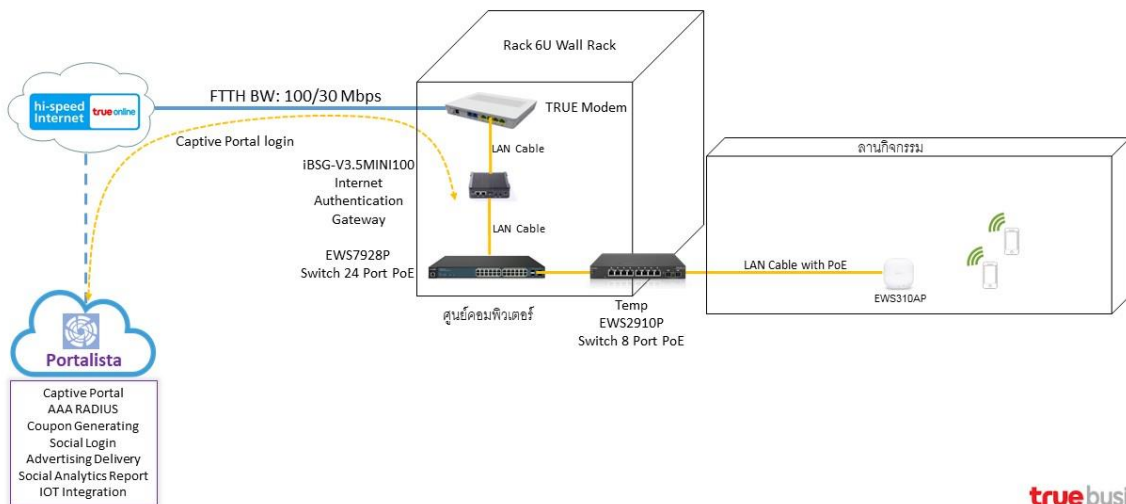 Rack 6U Wall Rack
hi-speed
Internet
true online
FTTH BW: 100/30 Mbps
TRUE Modem
Captive Portal login
LAN Cable
iBSG-V3.5MINI100
Internet
Authentication
Gateway
LAN Cable
EWS7928P
Switch 24 Port PoE
ศูนย์คอมพิวเตอร์
Temp
EWS2910P
Switch 8 Port PoE
ลานกิจกรรม
LAN Cable with PoE
EWS310AP
Portalista
Captive Portal
AAA RADIUS
Coupon Generating
Social Login
Advertising Delivery
Social Analytics Report
IOT Integration
true busi